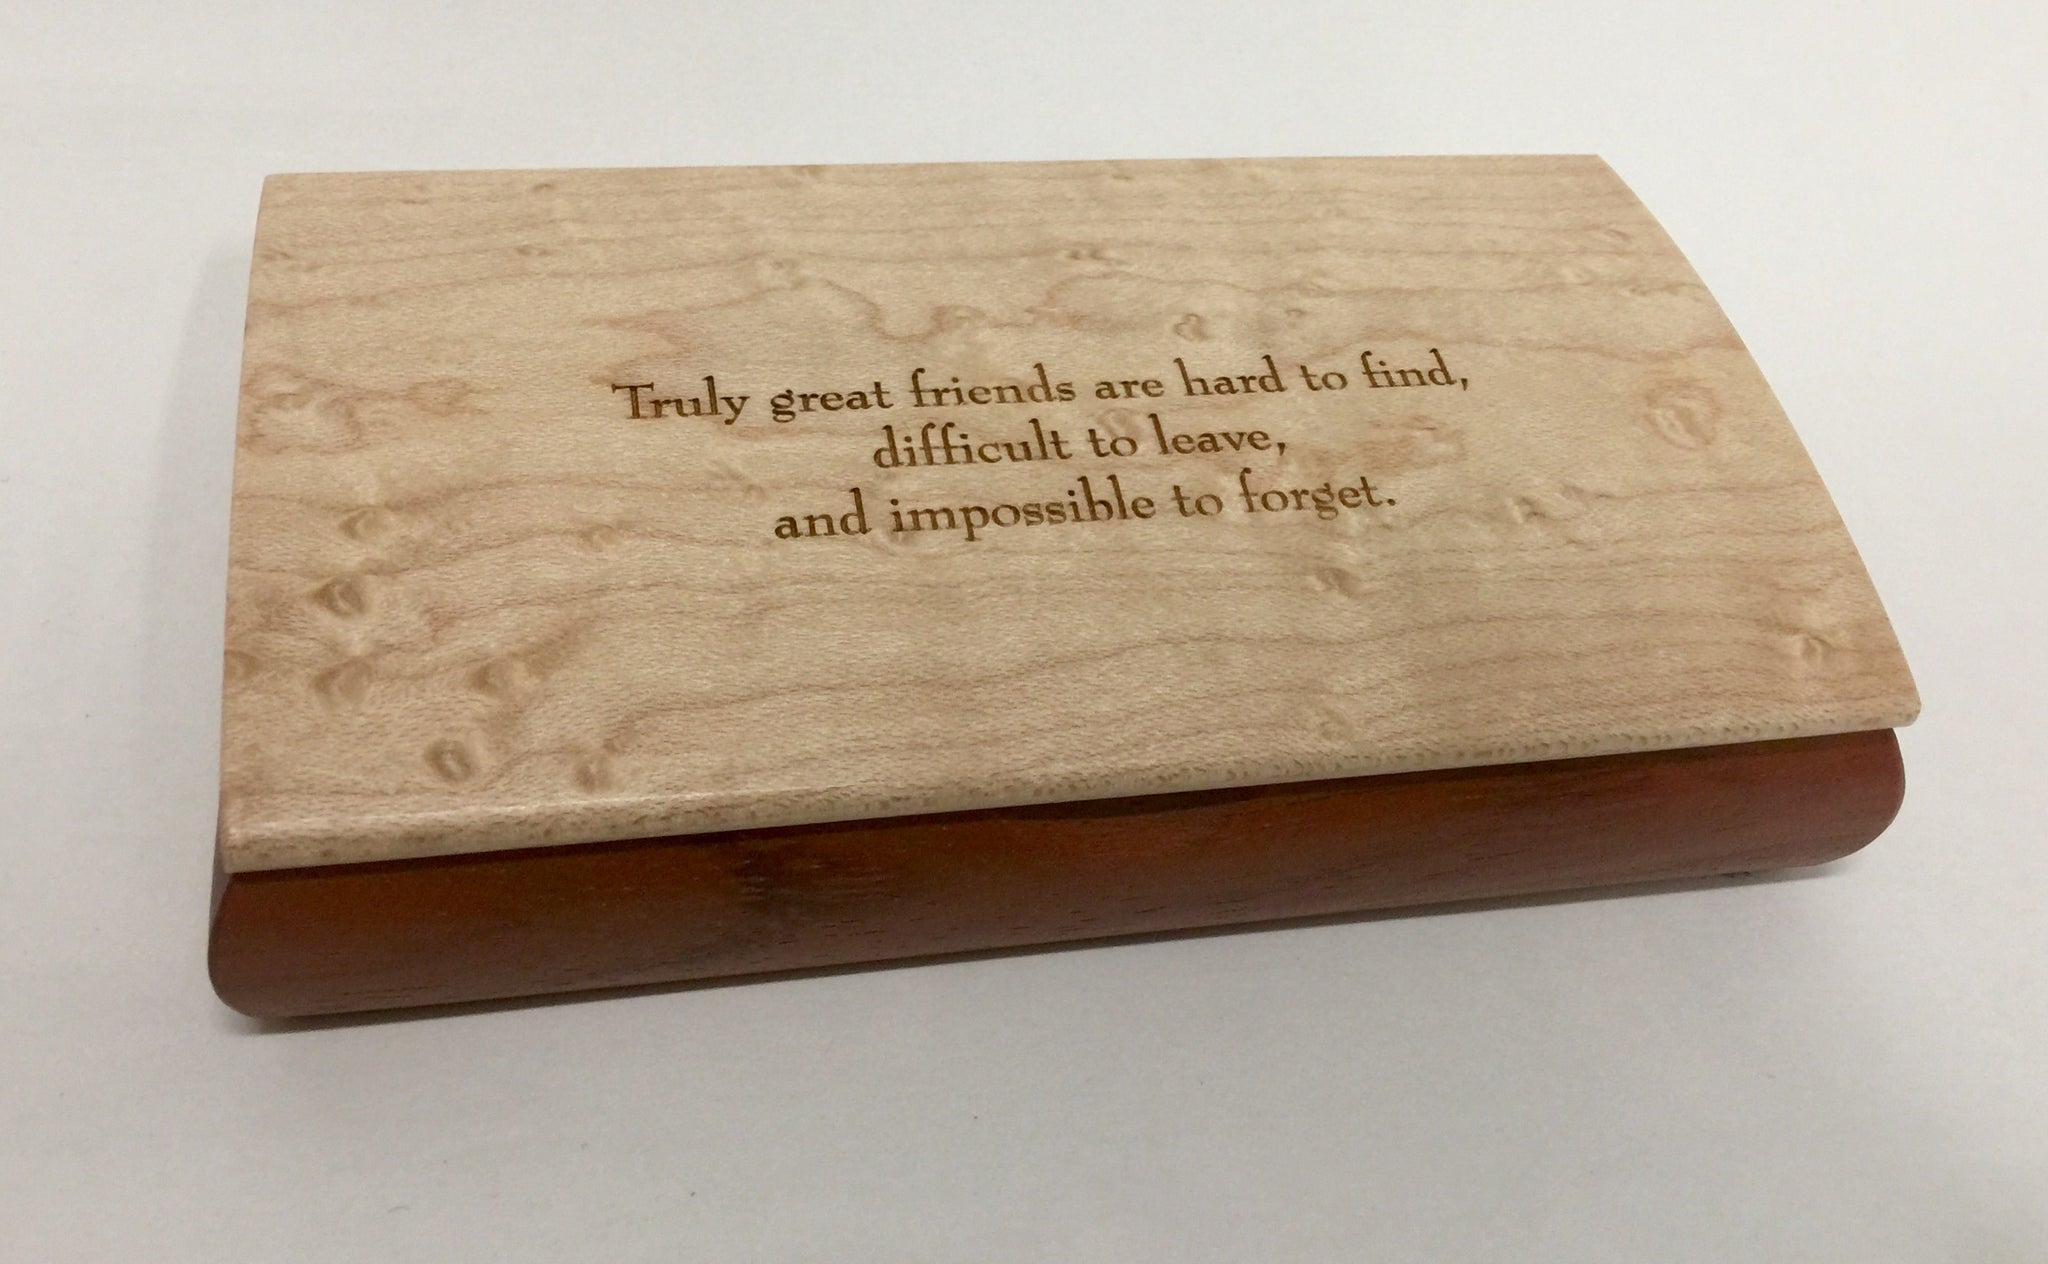 Truly great friends are hard to find,
difficult to leave,
and impossible to forget.